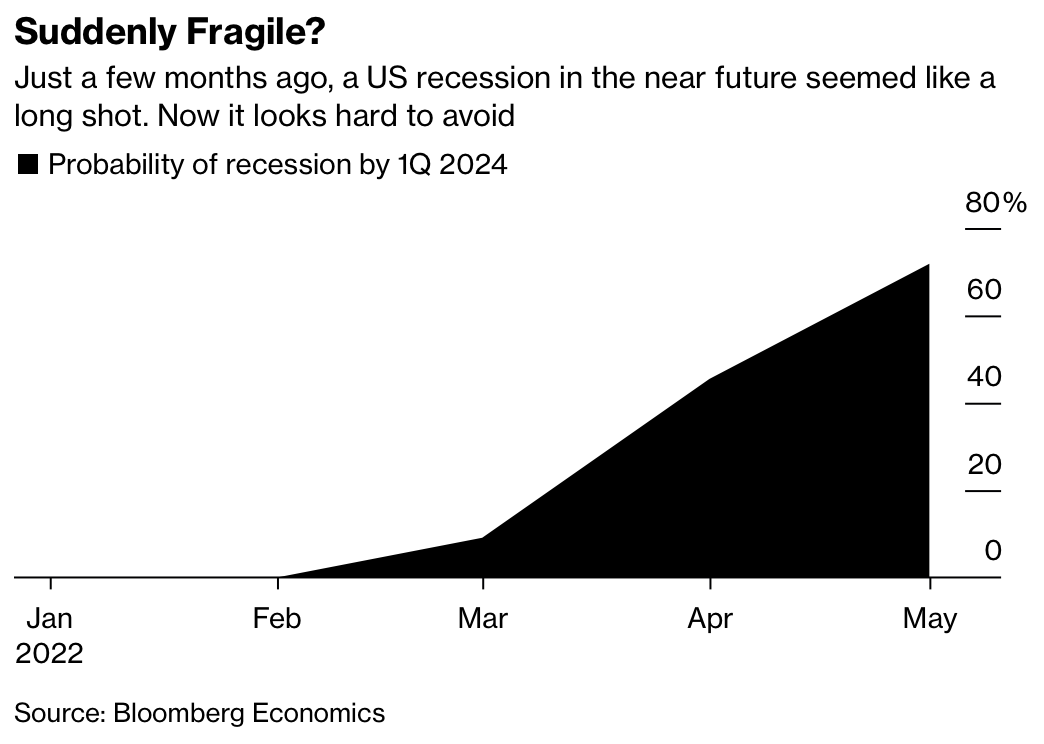 Suddenly Fragile?
Just a few months ago, a US recession in the near future seemed like a
long shot. Now it looks hard to avoid
Probability of recession by 1Q 2024
80%
60
40
20
0
Jan Feb Mar Apr May
2022
Source: Bloomberg Economics